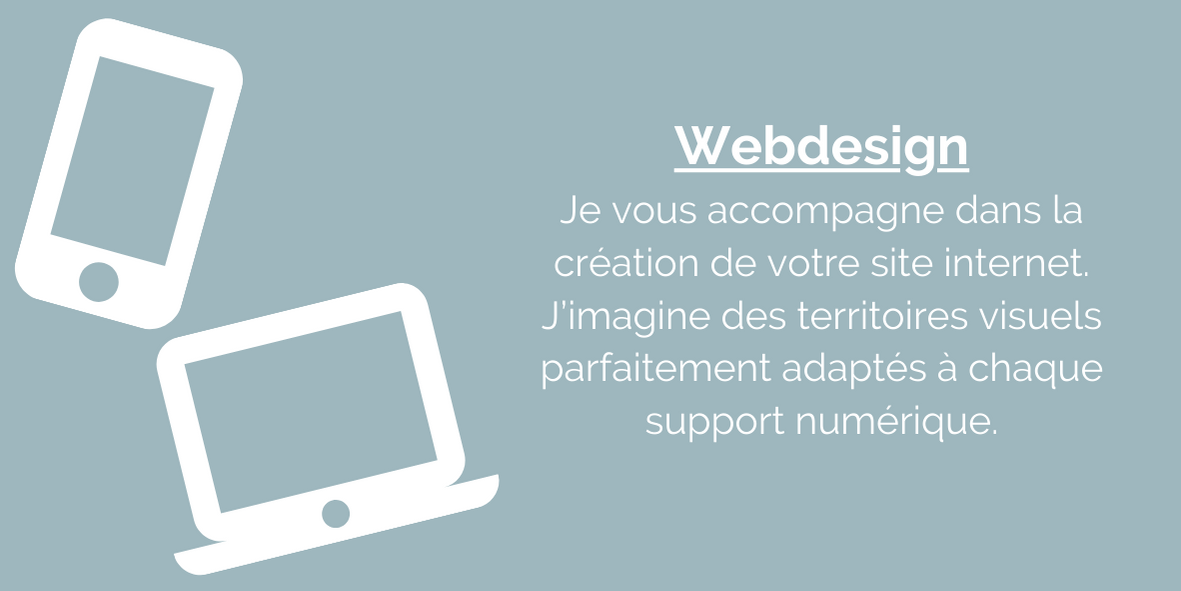 Webdesign
Je vous accompagne dans la
création de votre site internet.
J’imagine des territoires visuels
parfaitement adaptés à chaque
support numérique.